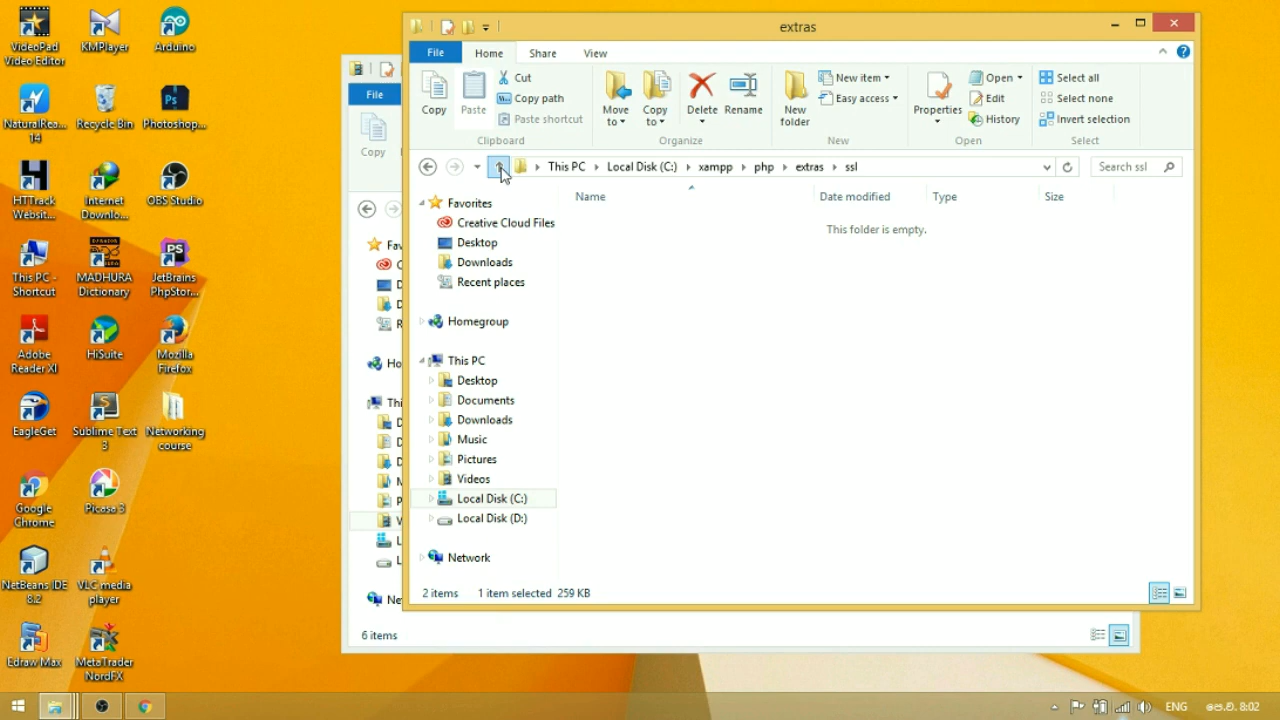 VideoPad
Video Editor
KMPlayer
Arduino
NaturalRea...
14
Recycle Bin
Photoshop...
HTTrack
Websit...
Internet
Downlo...
OBS Studio
This PC -
Shortcut
MADHURA
Dictionary
JetBrains
PhpStor...
Adobe
Reader XI
HiSuite
Mozilla
Firefox
EagleGet
Sublime Text
3
Networking
course
Google
Chrome
Picasa 3
NetBeans IDE
8.2
VLC media
player
Edraw Max
MetaTrader
NordFX
File
Copy
6 items
extras
File
Home
Share
View
Copy
Paste
Cut
Copy path
Paste shortcut
Clipboard
Move
to
Copy
to
Delete
Rename
Organize
New
folder
New item
Easy access
New
Properties
Open
Edit
History
Open
Select all
Select none
Invert selection
Select
This PC
Local Disk (C:)
xampp
php
extras
ssl
Search ssl
Name
Date modified
Type
Size
This folder is empty.
Favorites
Creative Cloud Files
Desktop
Downloads
Recent places
Homegroup
This PC
Desktop
Documents
Downloads
Music
Pictures
Videos
Local Disk (C:)
Local Disk (D:)
Network
2 items
1 item selected 259 KB
ENG
8:02